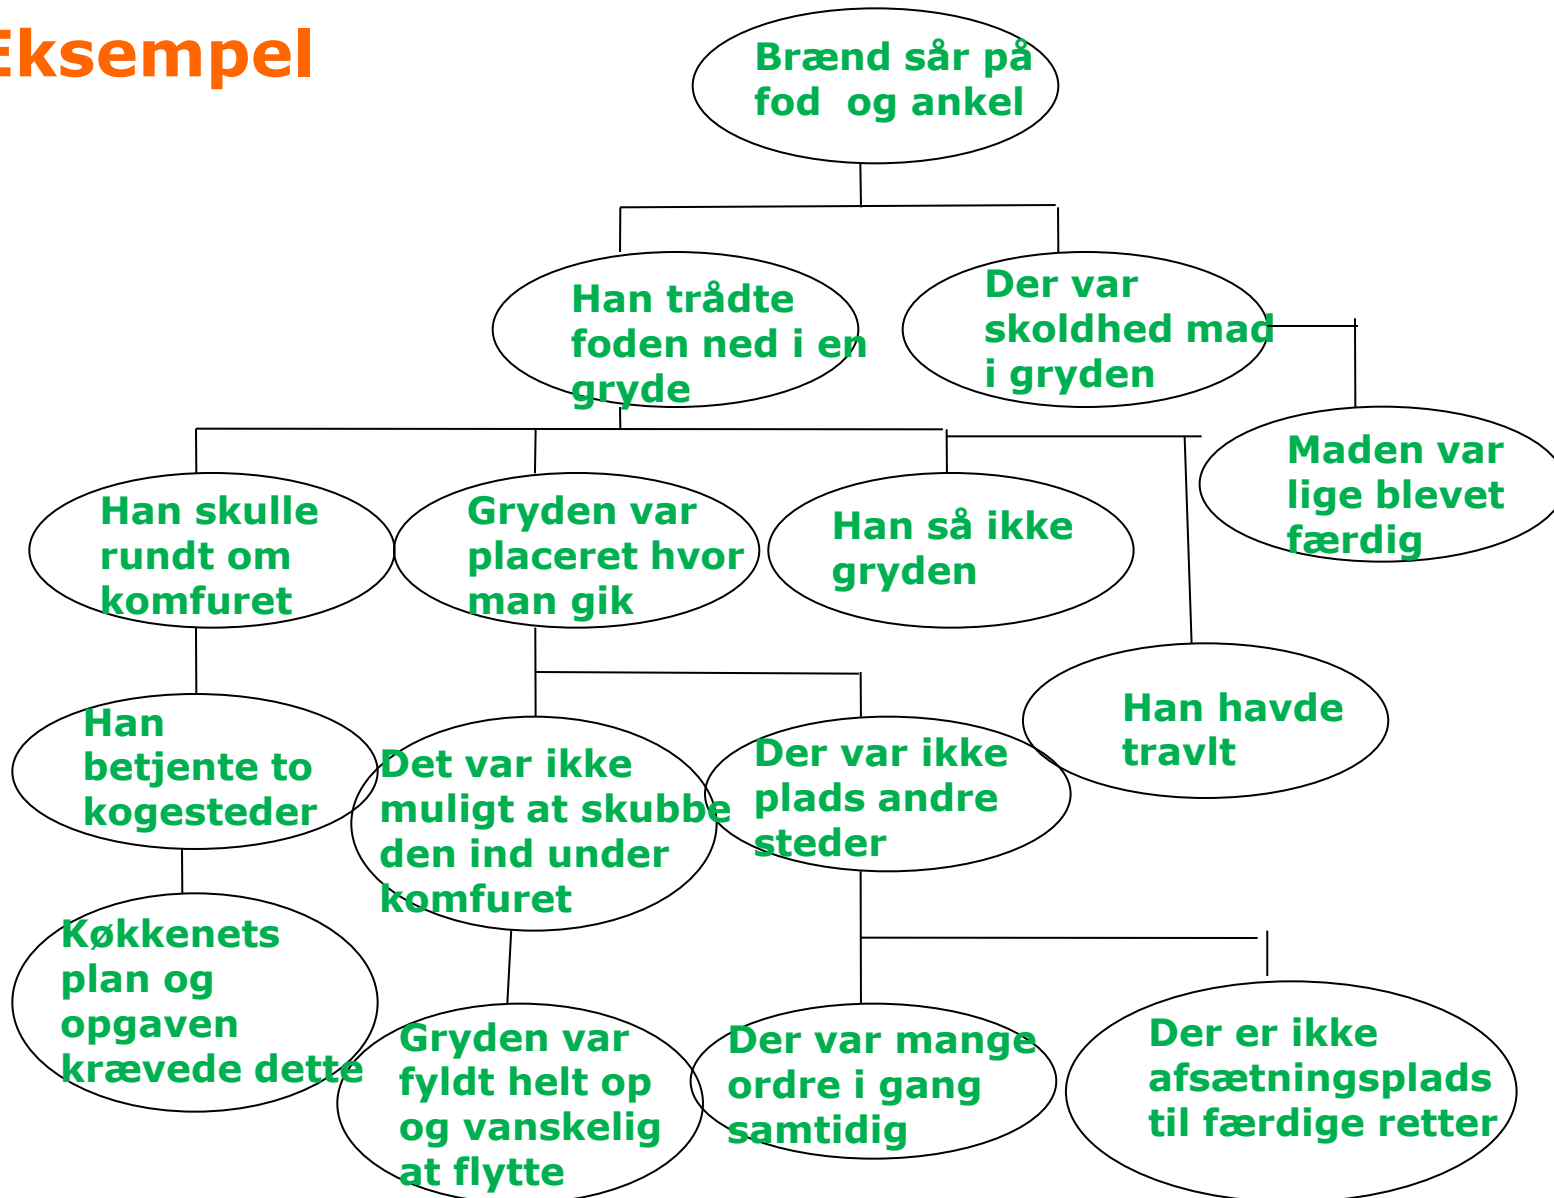 Eksempel
Brænd sår på
fod og ankel
Han trådte
foden ned i en
gryde
Der var
skoldhed mad
i gryden
Maden var
lige blevet
færdig
Han skulle
rundt om
komfuret
Gryden var
placeret hvor
man gik
Han så ikke
gryden
Han havde
travlt
Han
betjente to
kogesteder
Det var ikke
muligt at skubbe
den ind under
komfuret
Der var ikke
plads andre
steder
Køkkenets
plan og
opgaven
krævede dette
Gryden var
fyldt helt op
og vanskelig
at flytte
Der var mange
ordre i gang
samtidig
Der er ikke
afsætningsplads
til færdige retter